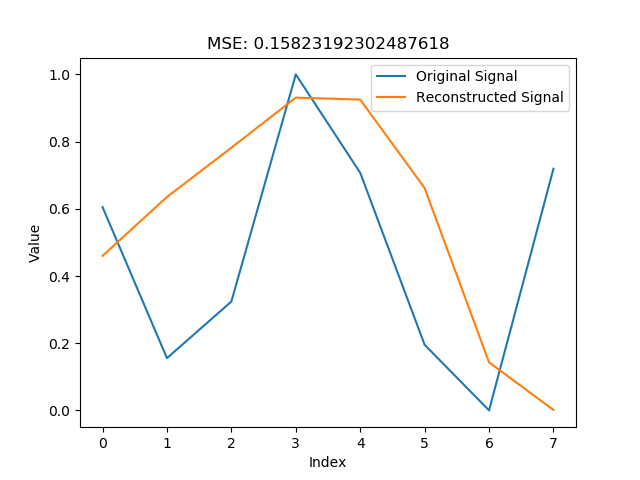 MSE: 0.15823192302487618
Original Signal
Reconstructed Signal
1.0
0.8
0.6
0.4
0.2
0.0
Value
0 1 2 3 4 5 6 7
Index